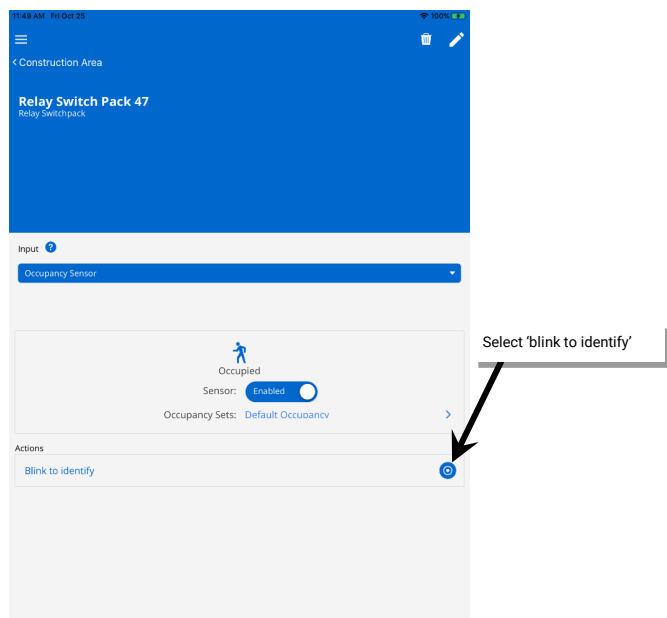 11:49 AM Fri Oct 25
100%
Construction Area
Relay Switch Pack 47
Relay Switchpack
Input ?
Occupancy Sensor
Select ‘blink to identify’
Occupied
Sensor: Enabled
Occupancy Sets: Default Occupancy
Actions
Blink to identify